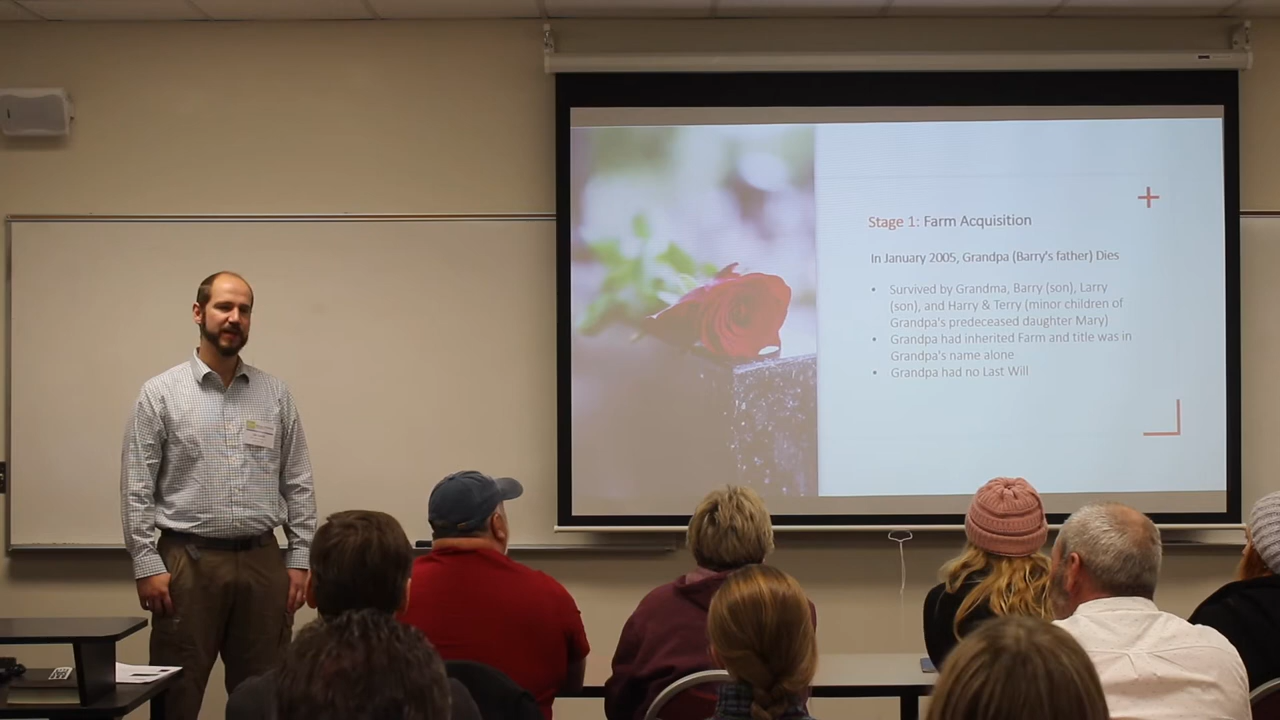 Stage 1: Farm Acquisition
In January 2005, Grandpa (Barry's father) Dies
• Survived by Grandma, Barry (son), Larry
(son), and Harry & Terry (minor children of
Grandpa's predeceased daughter Mary)
• Grandpa had inherited Farm and title was in
Grandpa's name alone
• Grandpa had no Last Will